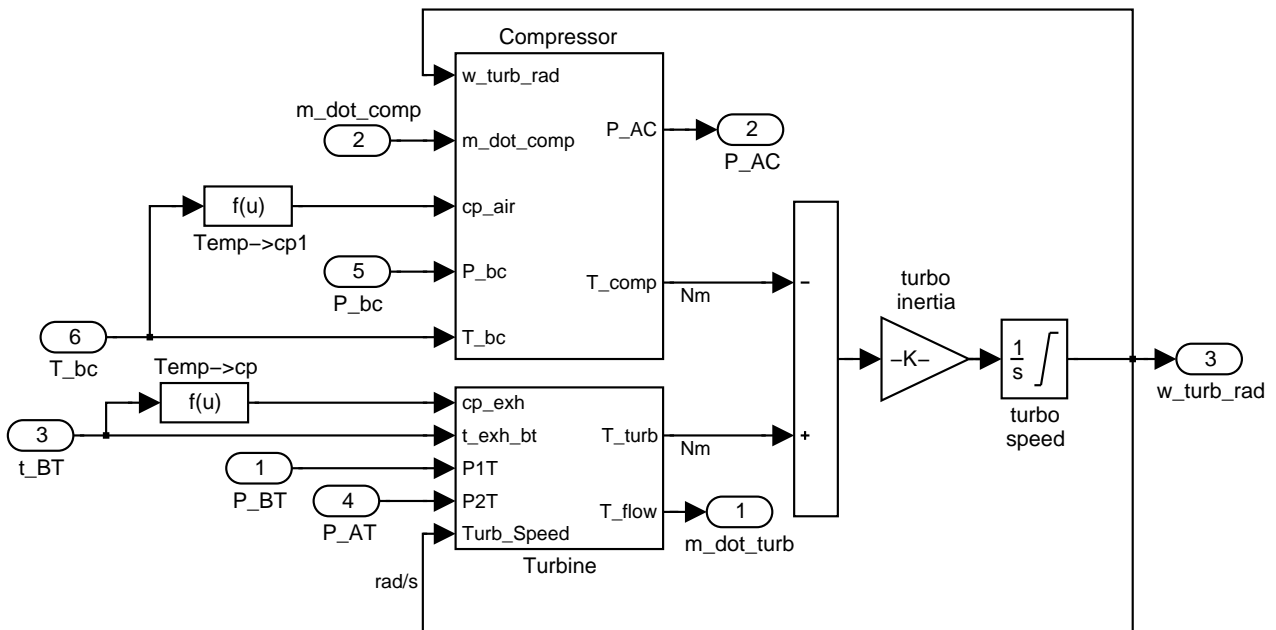 Compressor
w_turb_rad
m_dot_comp
2
m_dot_comp
P_AC
2
P_AC
f(u)
cp_air
Temp−>cp1
5
P_bc
P_bc
T_comp
Nm
−
turbo
inertia
6
T_bc
T_bc
−K−
1
s
3
w_turb_rad
turbo
speed
Temp−>cp
f(u)
cp_exh
3
t_BT
t_exh_bt
T_turb
Nm
+
1
P_BT
P1T
4
P_AT
P2T
T_flow
1
m_dot_turb
Turb_Speed
Turbine
rad/s